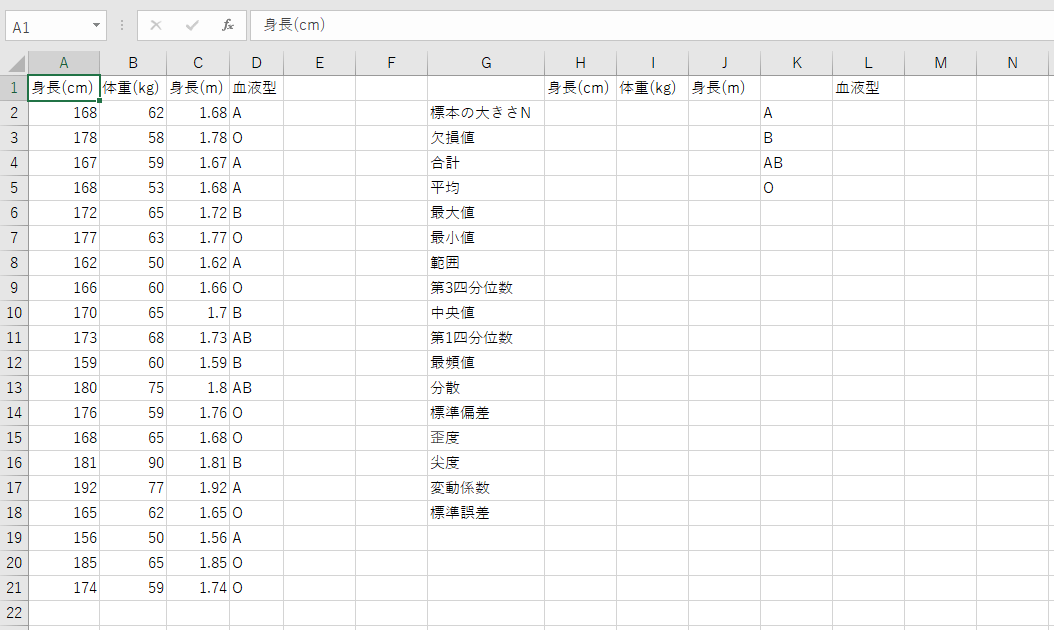 A1 fx 身長(cm)
A B C D E F G H I J K L M N
1 身長(cm) 体重(kg) 身長(m) 血液型 身長(cm) 体重(kg) 身長(m) 血液型
2 168 62 1.68 A 標本の大きさN A
3 178 58 1.78 O 欠損値 B
4 167 59 1.67 A 合計 AB
5 168 53 1.68 A 平均 O
6 172 65 1.72 B 最大値
7 177 63 1.77 O 最小値
8 162 50 1.62 A 範囲
9 166 60 1.66 O 第3四分位数
10 170 65 1.7 B 中央値
11 173 68 1.73 AB 第1四分位数
12 159 60 1.59 B 最頻値
13 180 75 1.8 AB 分散
14 176 59 1.76 O 標準偏差
15 168 65 1.68 O 歪度
16 181 90 1.81 B 尖度
17 192 77 1.92 A 変動係数
18 165 62 1.65 O 標準誤差
19 156 50 1.56 A
20 185 65 1.85 O
21 174 59 1.74 O
22